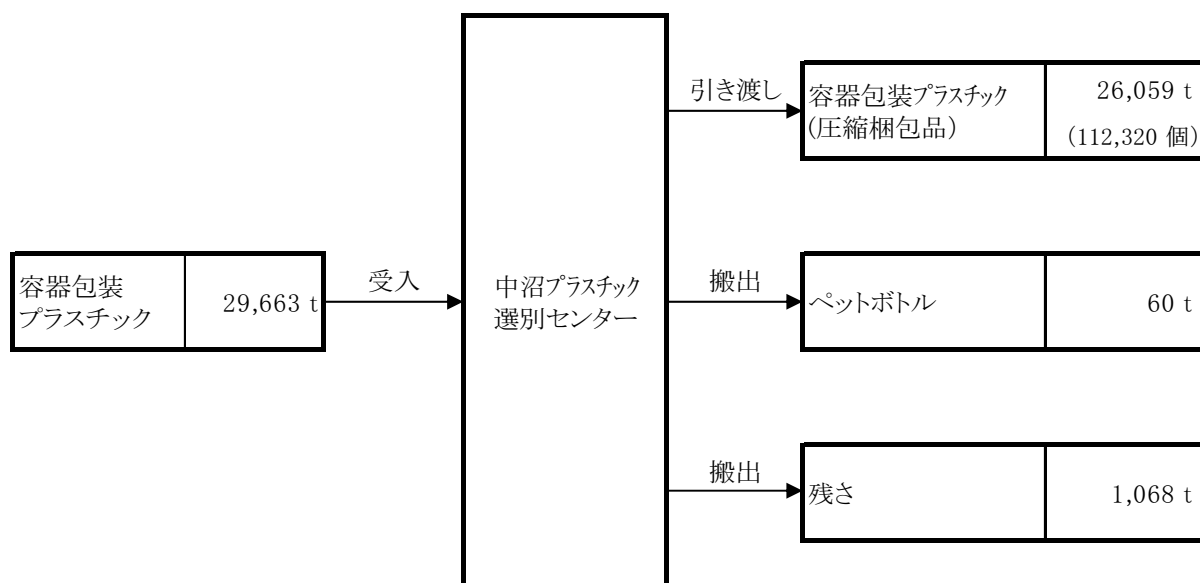 容器包装
プラスチック
29,663 t
受入
中沼プラスチック
選別センター
引き渡し
容器包装プラスチック
(圧縮梱包品)
26,059 t
(112,320 個)
搬出
ペットボトル
60 t
搬出
残さ
1,068 t